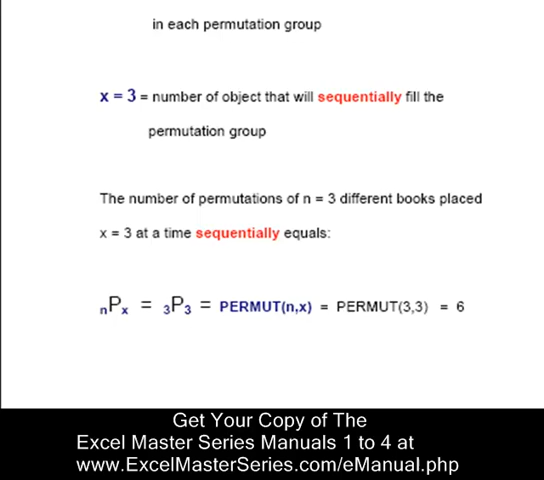 in each permutation group
x = 3 = number of object that will sequentially fill the
permutation group
The number of permutations of n = 3 different books placed
x = 3 at a time sequentially equals:
nPx = 3P3 = PERMUT(n,x) = PERMUT(3,3) = 6
Get Your Copy of The
Excel Master Series Manuals 1 to 4 at
www.ExcelMasterSeries.com/eManual.php